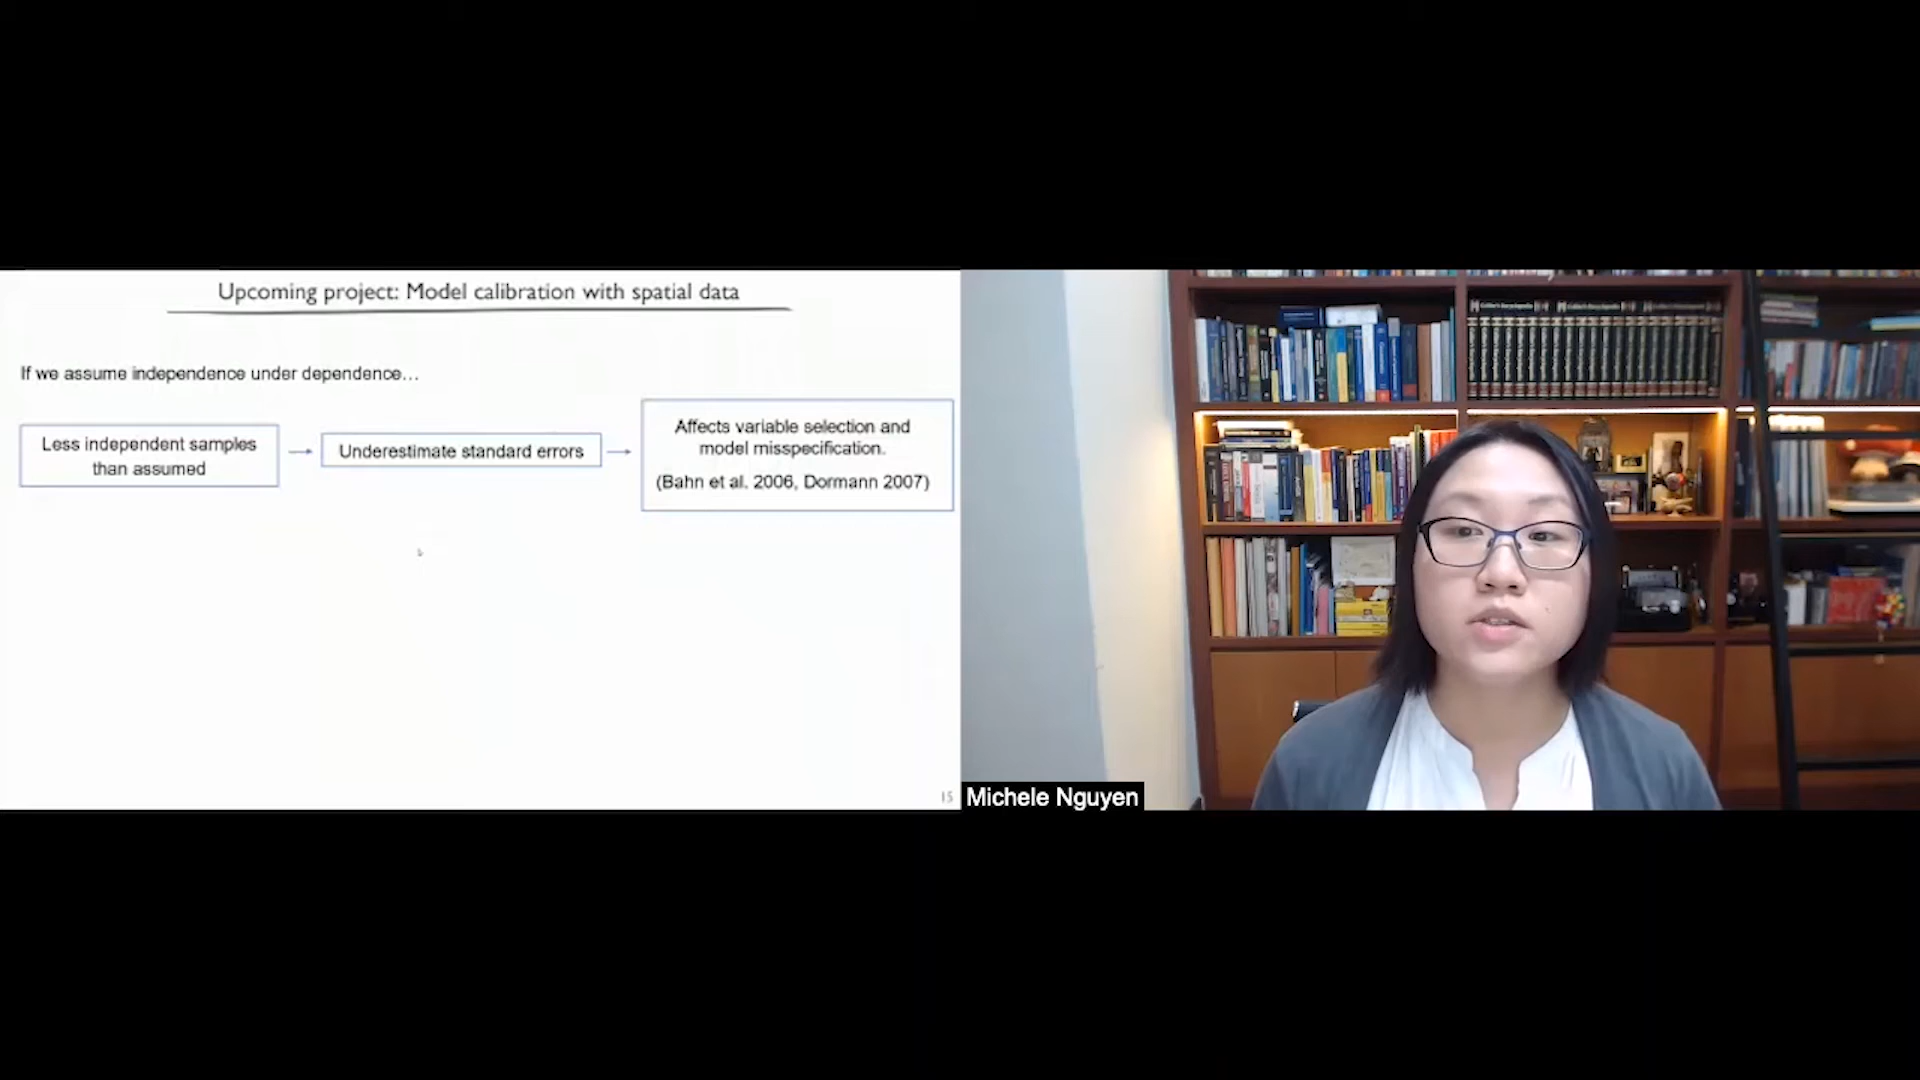 Upcoming project: Model calibration with spatial data
If we assume independence under dependence...
Less independent samples
than assumed
Underestimate standard errors
Affects variable selection and
model misspecification.
(Bahn et al. 2006, Dormann 2007)
15
Michele Nguyen